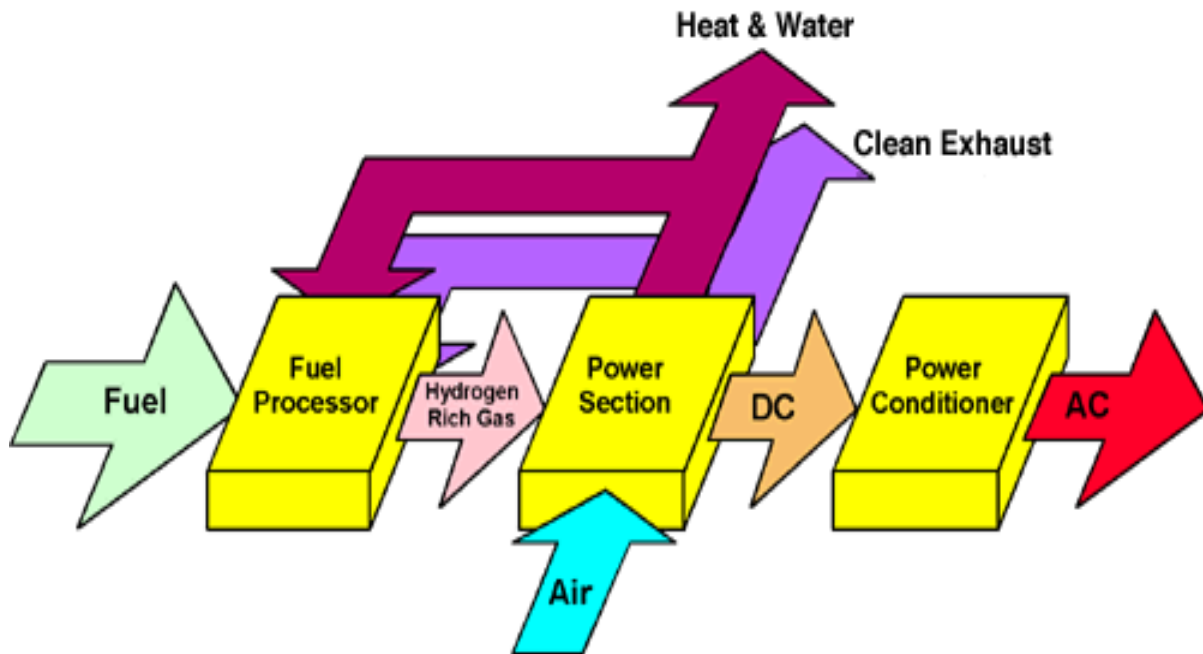 Heat & Water
Clean Exhaust
Fuel
Fuel
Processor
Hydrogen
Rich Gas
Power
Section
DC
Power
Conditioner
AC
Air